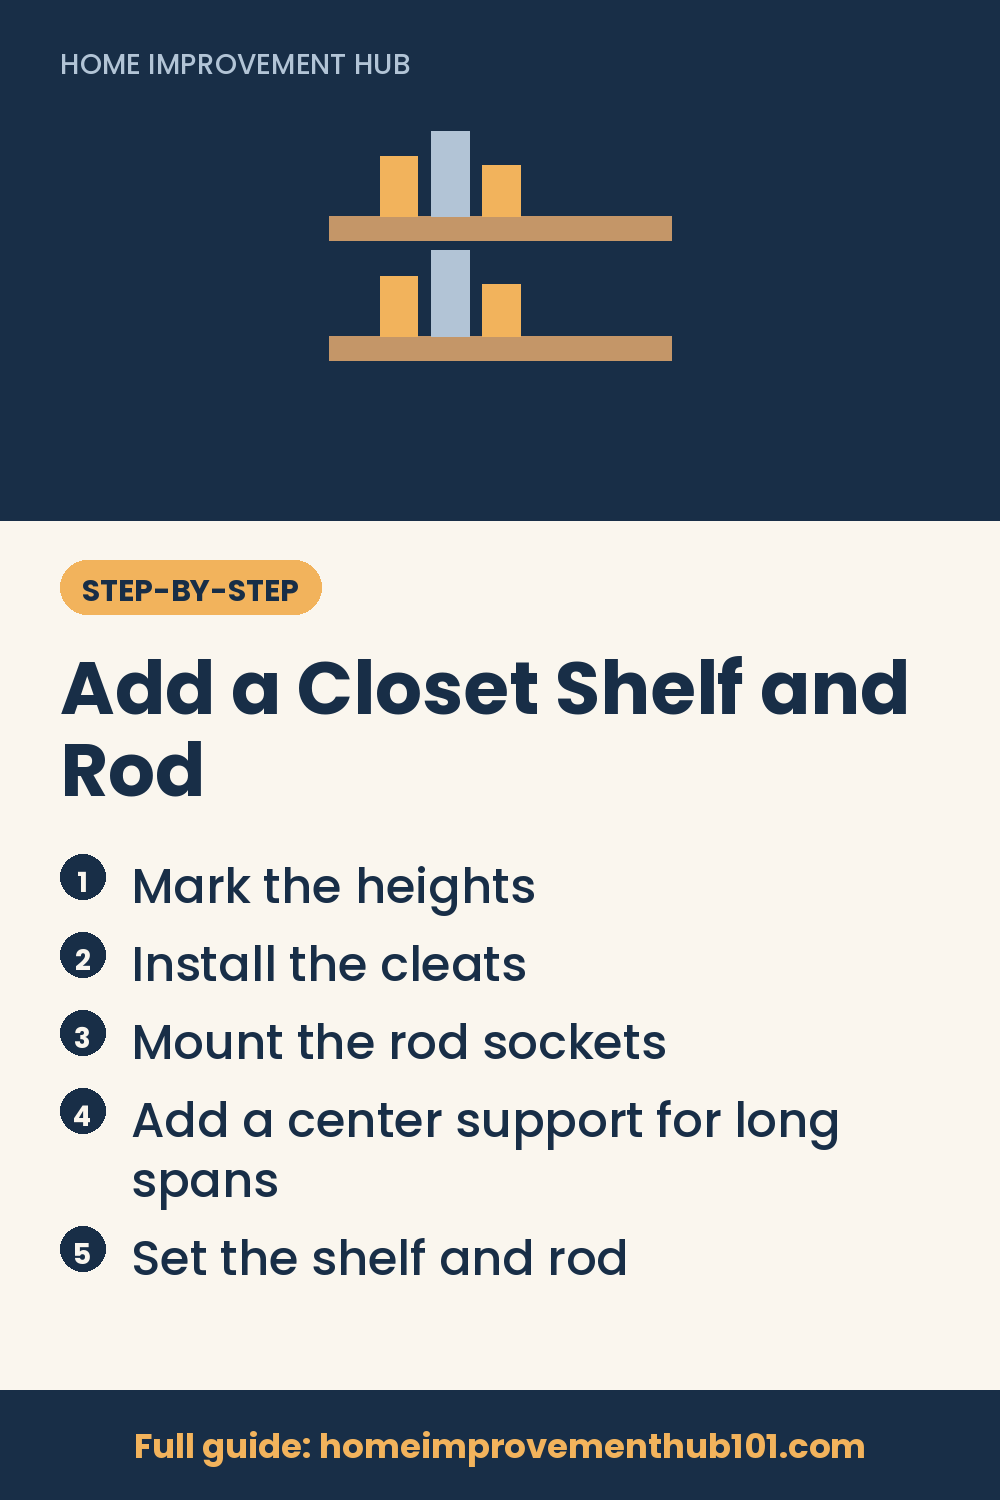 HOME IMPROVEMENT HUB
STEP-BY-STEP
Add a Closet Shelf and
Rod
1 Mark the heights
2 Install the cleats
3 Mount the rod sockets
4 Add a center support for long
spans
5 Set the shelf and rod
Full guide: homeimprovementhub101.com